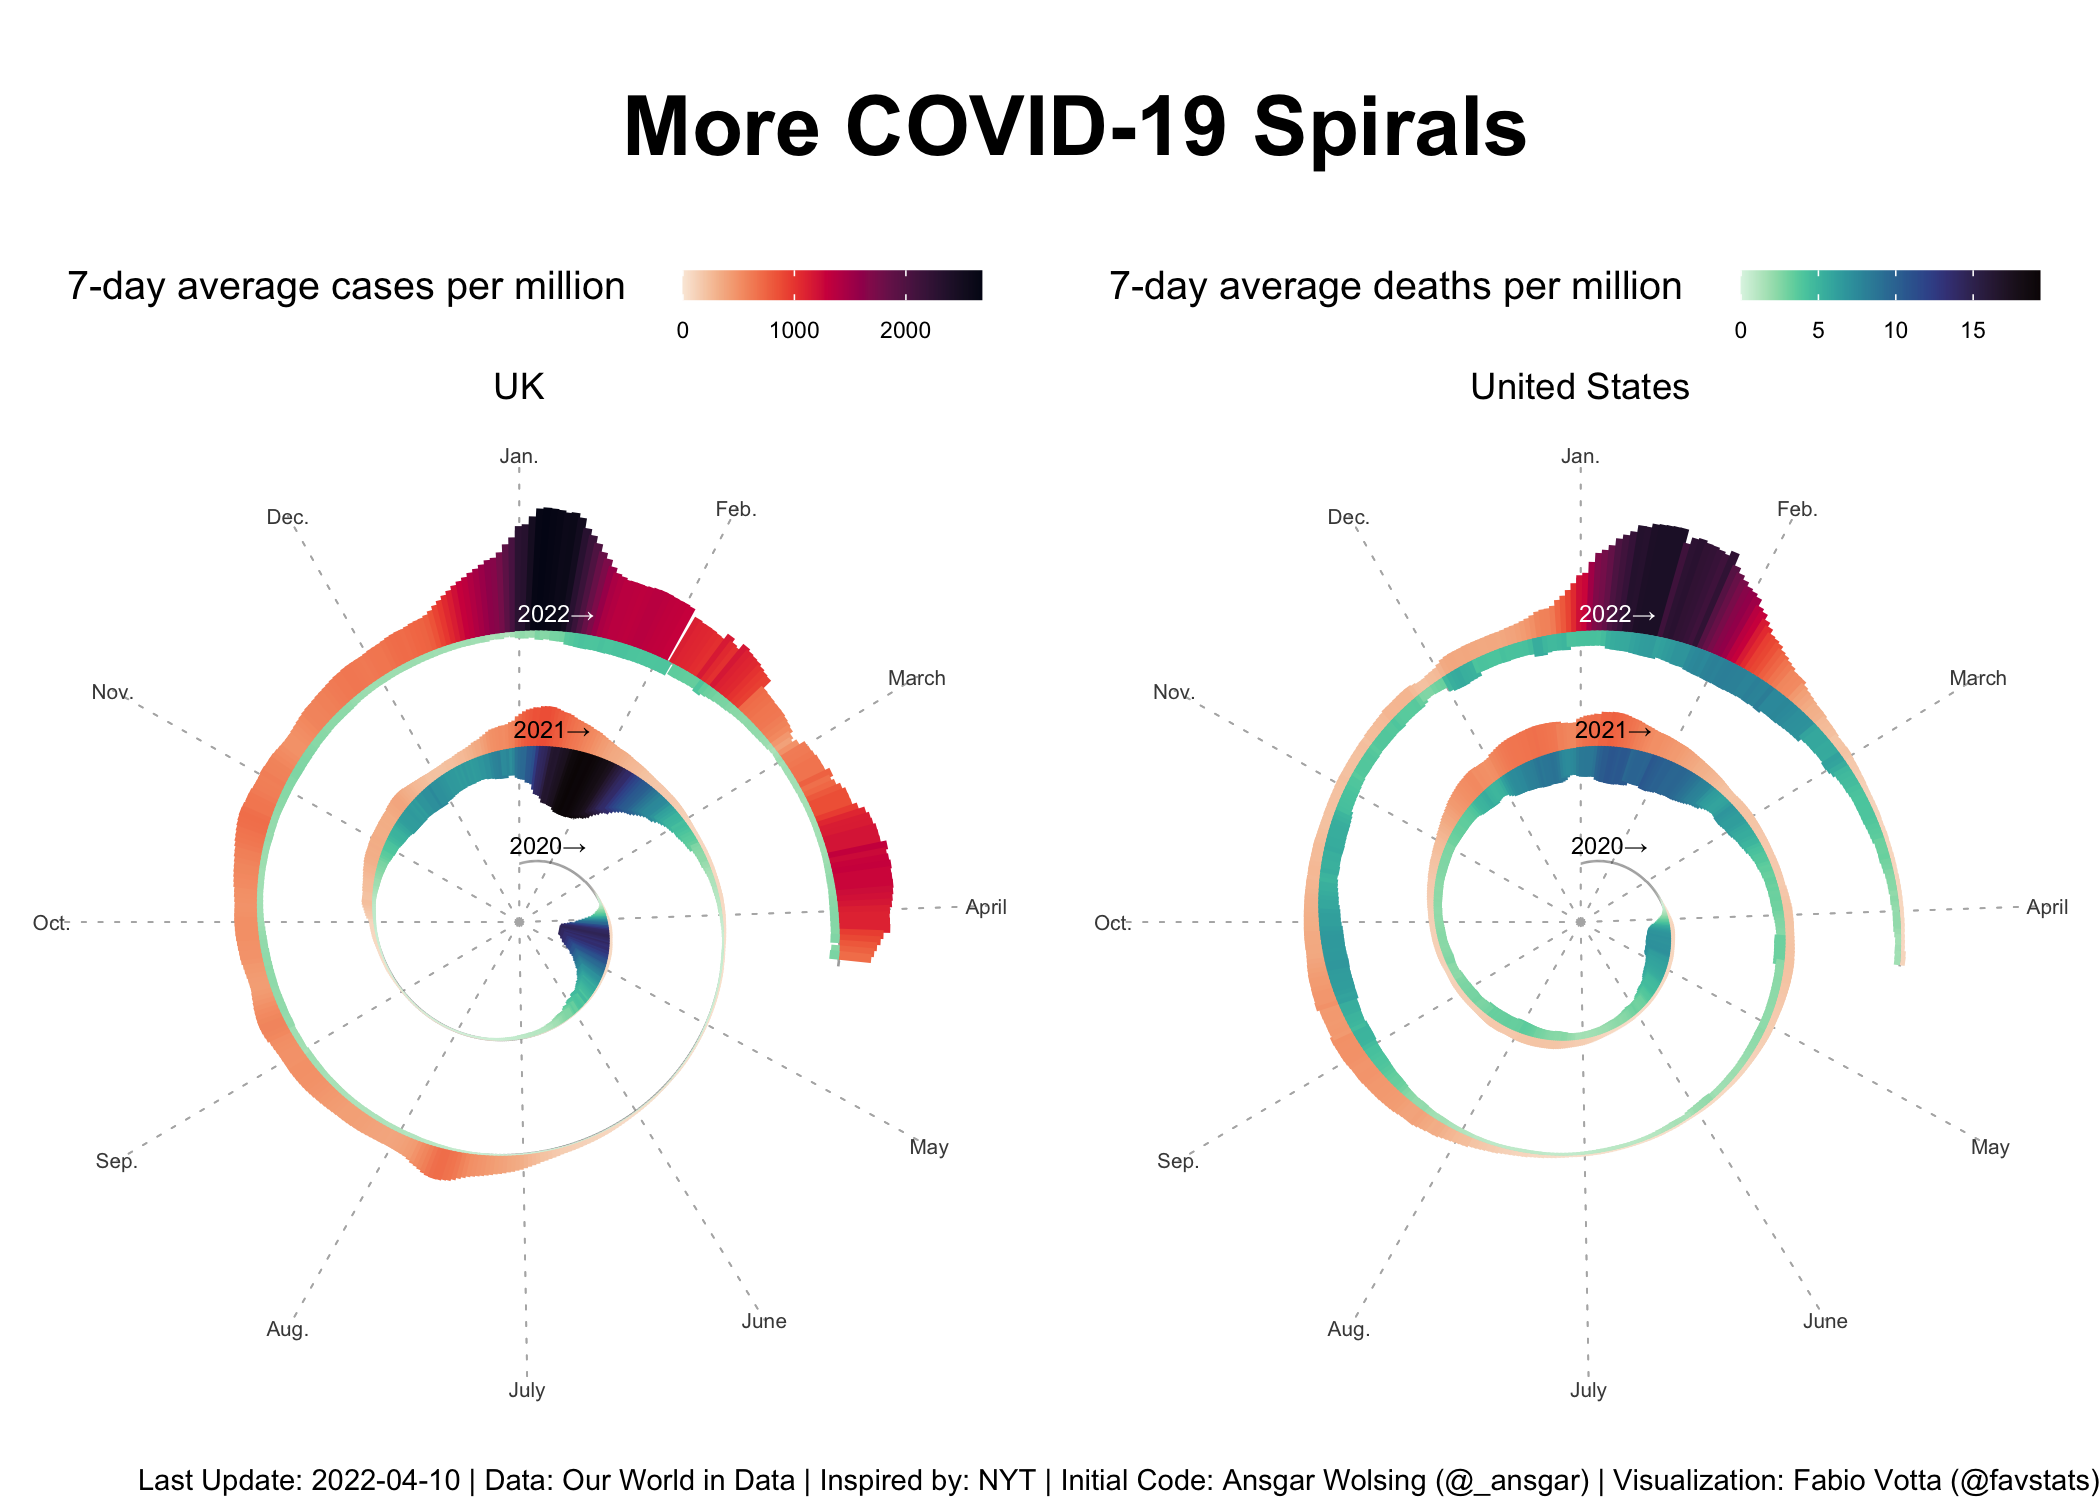 More COVID-19 Spirals
7-day average cases per million
0 1000 2000
7-day average deaths per million
0 5 10 15
UK
Jan.
Feb.
March
April
May
June
July
Aug.
Sep.
Oct.
Nov.
Dec.
2022→
2021→
2020→
United States
Jan.
Feb.
March
April
May
June
July
Aug.
Sep.
Oct.
Nov.
Dec.
2022→
2021→
2020→
Last Update: 2022-04-10 | Data: Our World in Data | Inspired by: NYT | Initial Code: Ansgar Wolsing (@_ansgar) | Visualization: Fabio Votta (@favstats)